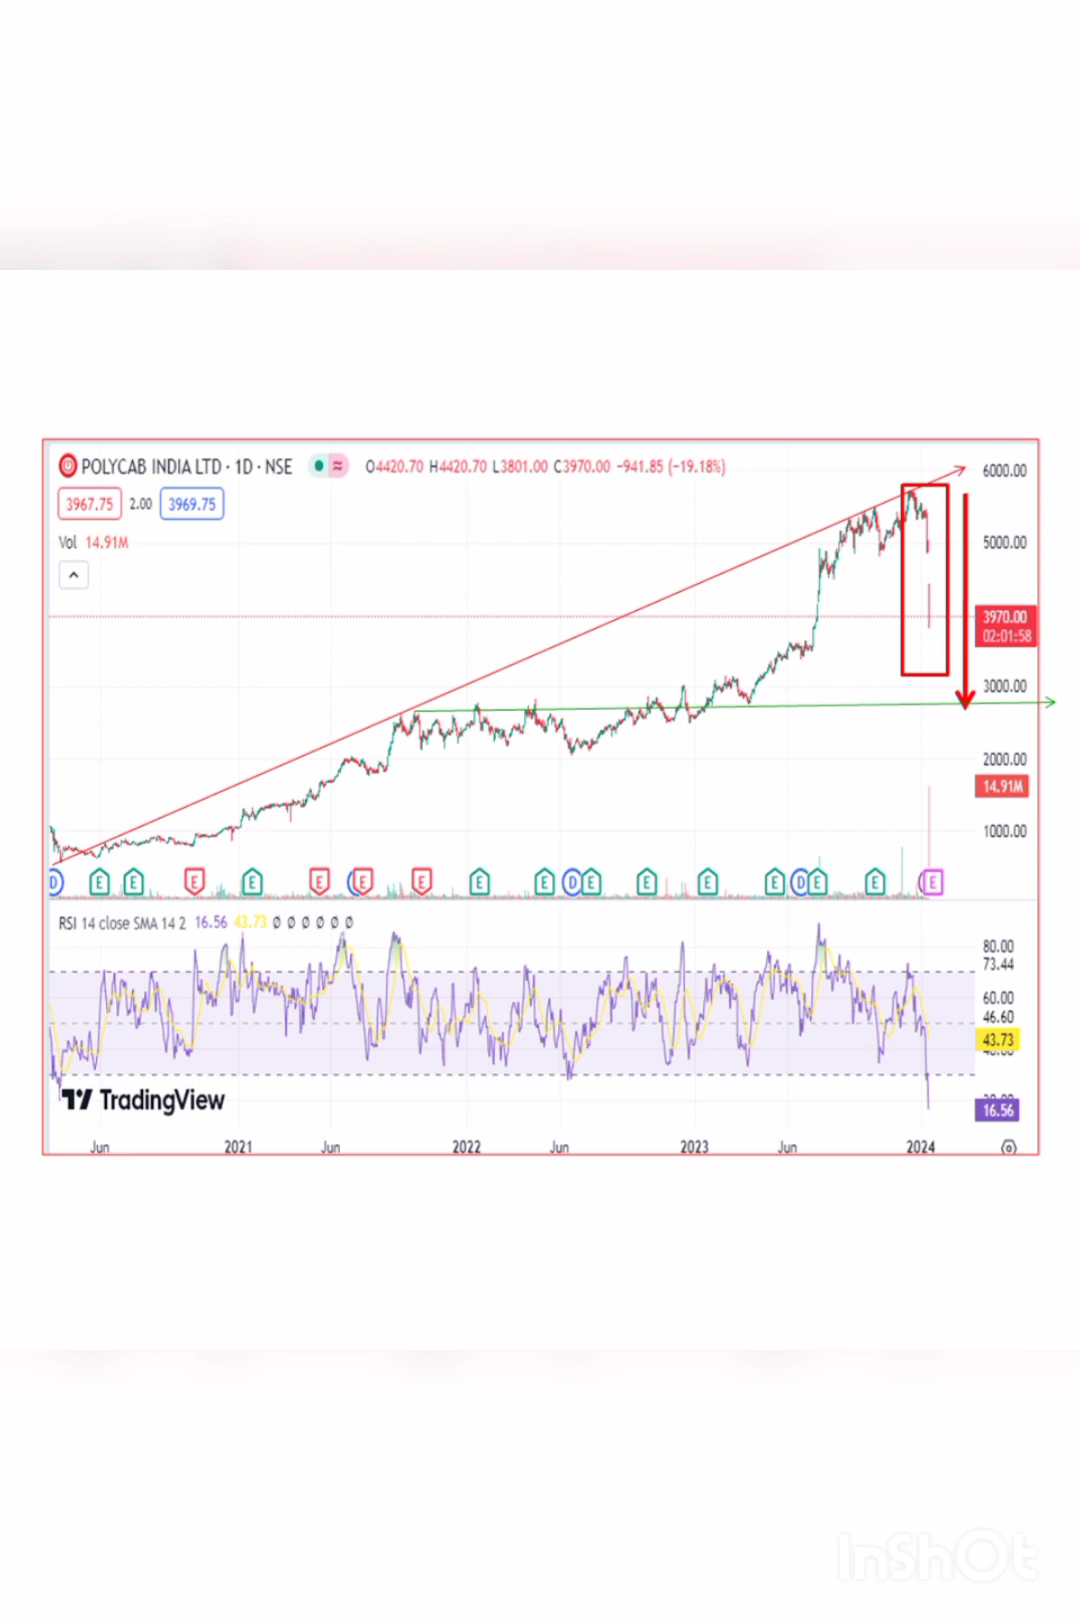 POLYCAB INDIA LTD · 1D · NSE O4420.70 H4420.70 L3801.00 C3970.00 −941.85 (−19.18%)
3967.75 2.00 3969.75
Vol 14.91M
6000.00
5000.00
3970.00
02:01:58
3000.00
2000.00
14.91M
1000.00
D E E E E E E E E E D E E E E D E E E
RSI 14 close SMA 14 2 16.56 43.73 Ø Ø Ø Ø Ø Ø
80.00
73.44
60.00
46.60
43.73
16.56
TradingView
Jun 2021 Jun 2022 Jun 2023 Jun 2024
InShOt